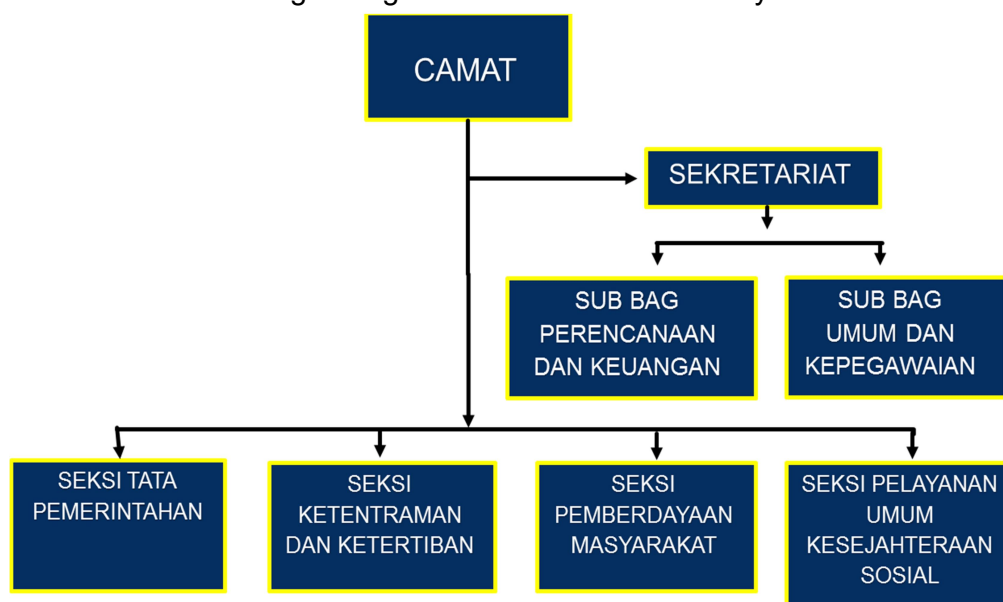 CAMAT
SEKRETARIAT
SUB BAG
PERENCANAAN
DAN KEUANGAN
SUB BAG
UMUM DAN
KEPEGAWAIAN
SEKSI TATA
PEMERINTAHAN
SEKSI
KETENTRAMAN
DAN KETERTIBAN
SEKSI
PEMBERDAYAAN
MASYARAKAT
SEKSI PELAYANAN
UMUM
KESEJAHTERAAN
SOSIAL